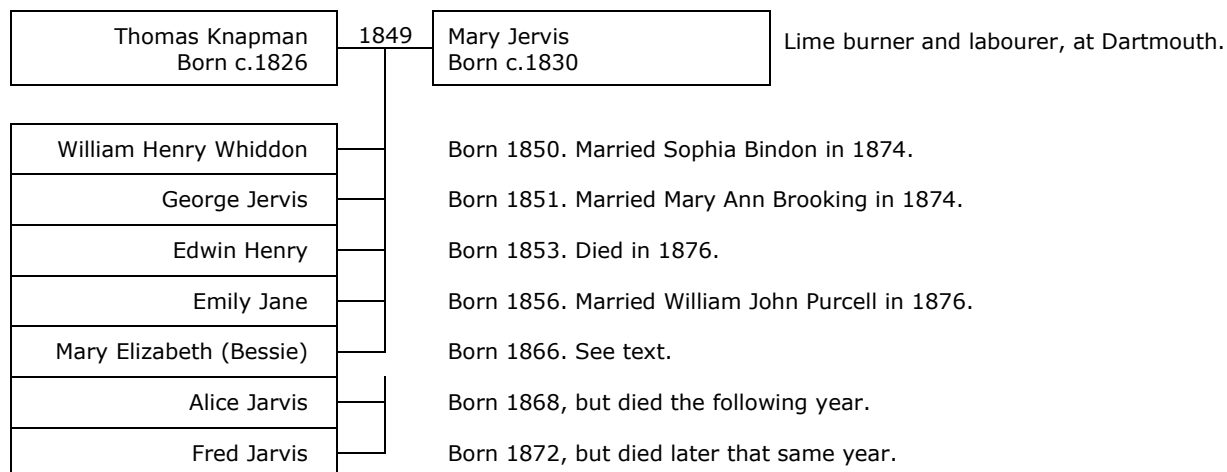 Thomas Knapman
Born c.1826
1849
Mary Jervis
Born c.1830
Lime burner and labourer, at Dartmouth.
William Henry Whiddon
Born 1850. Married Sophia Bindon in 1874.
George Jervis
Born 1851. Married Mary Ann Brooking in 1874.
Edwin Henry
Born 1853. Died in 1876.
Emily Jane
Born 1856. Married William John Purcell in 1876.
Mary Elizabeth (Bessie)
Born 1866. See text.
Alice Jarvis
Born 1868, but died the following year.
Fred Jarvis
Born 1872, but died later that same year.